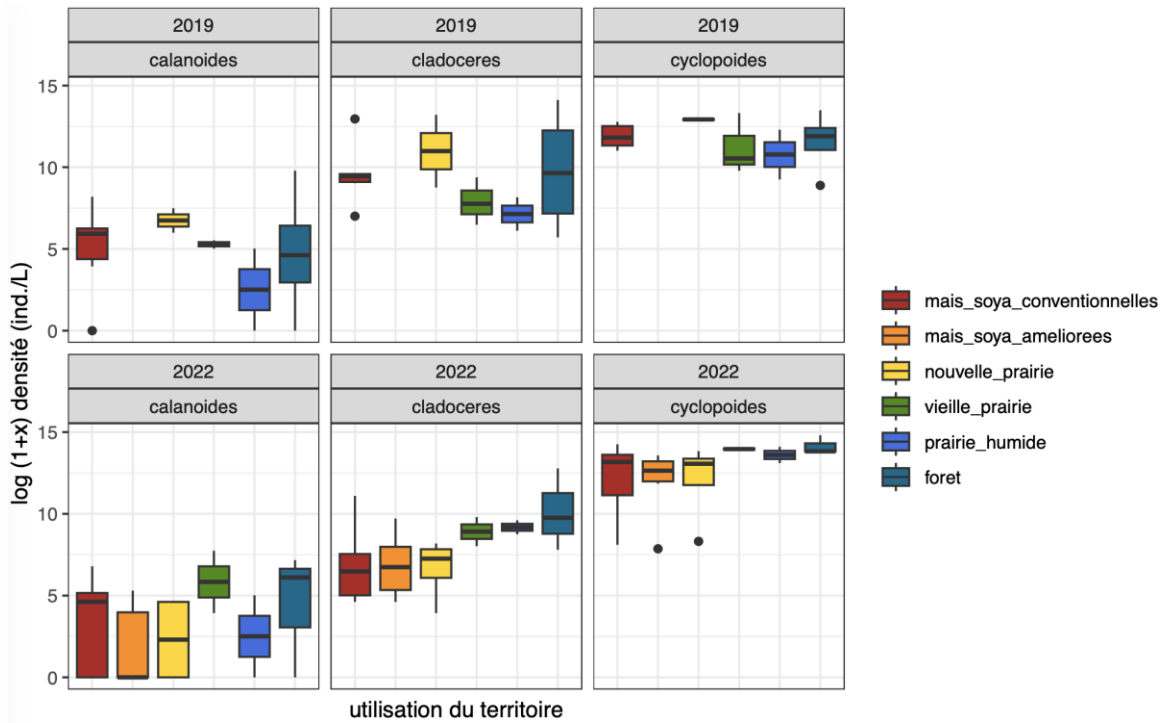 2019
2019
2019
calanoides
cladoceres
cyclopoides
15
10
5
0
2022
2022
2022
calanoides
cladoceres
cyclopoides
15
10
5
0
log (1+x) densité (ind./L)
utilisation du territoire
mais_soya_conventionnelles
mais_soya_ameliorees
nouvelle_prairie
vieille_prairie
prairie_humide
foret